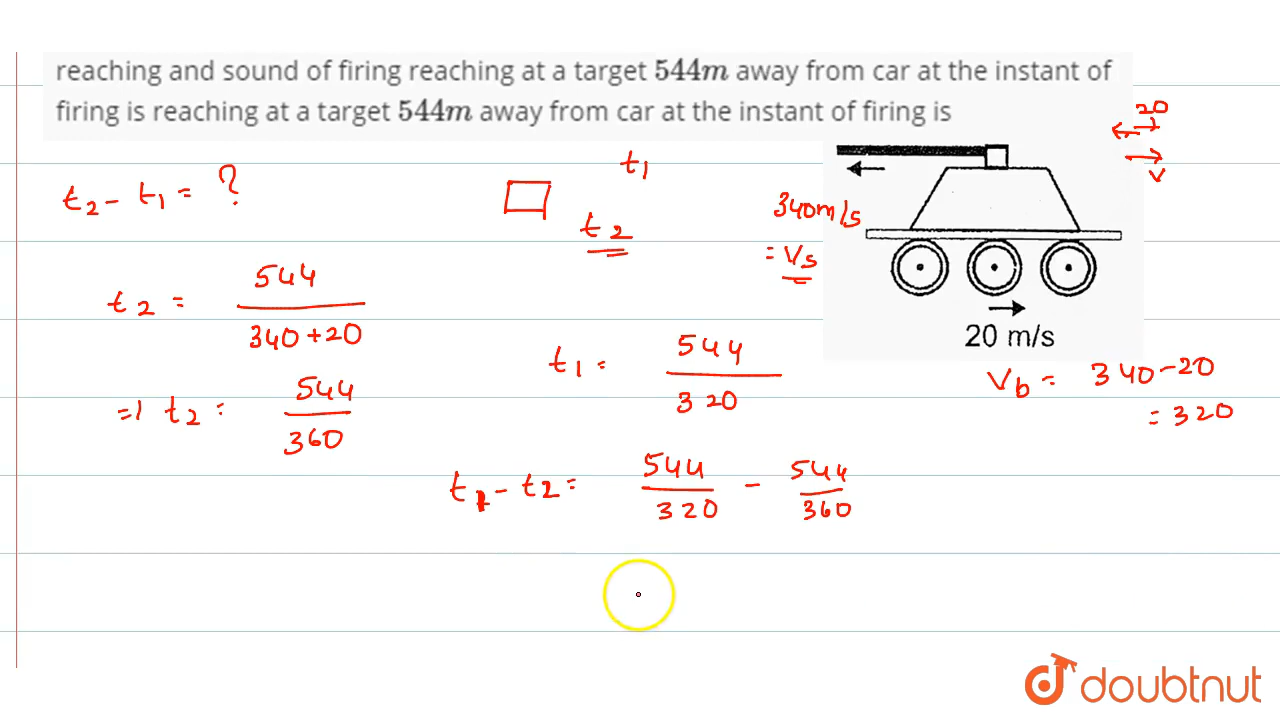 reaching and sound of firing reaching at a target 544m away from car at the instant of
firing is reaching at a target 544m away from car at the instant of firing is
20
v
t2 - t1 = ?
t1
t2
340m/s
= Vs
20 m/s
t2 = 544 / 340+20
t1 = 544 / 320
Vb = 340-20
= 320
=) t2 = 544 / 360
t1 - t2 = 544 / 320 - 544 / 360
doubtnut